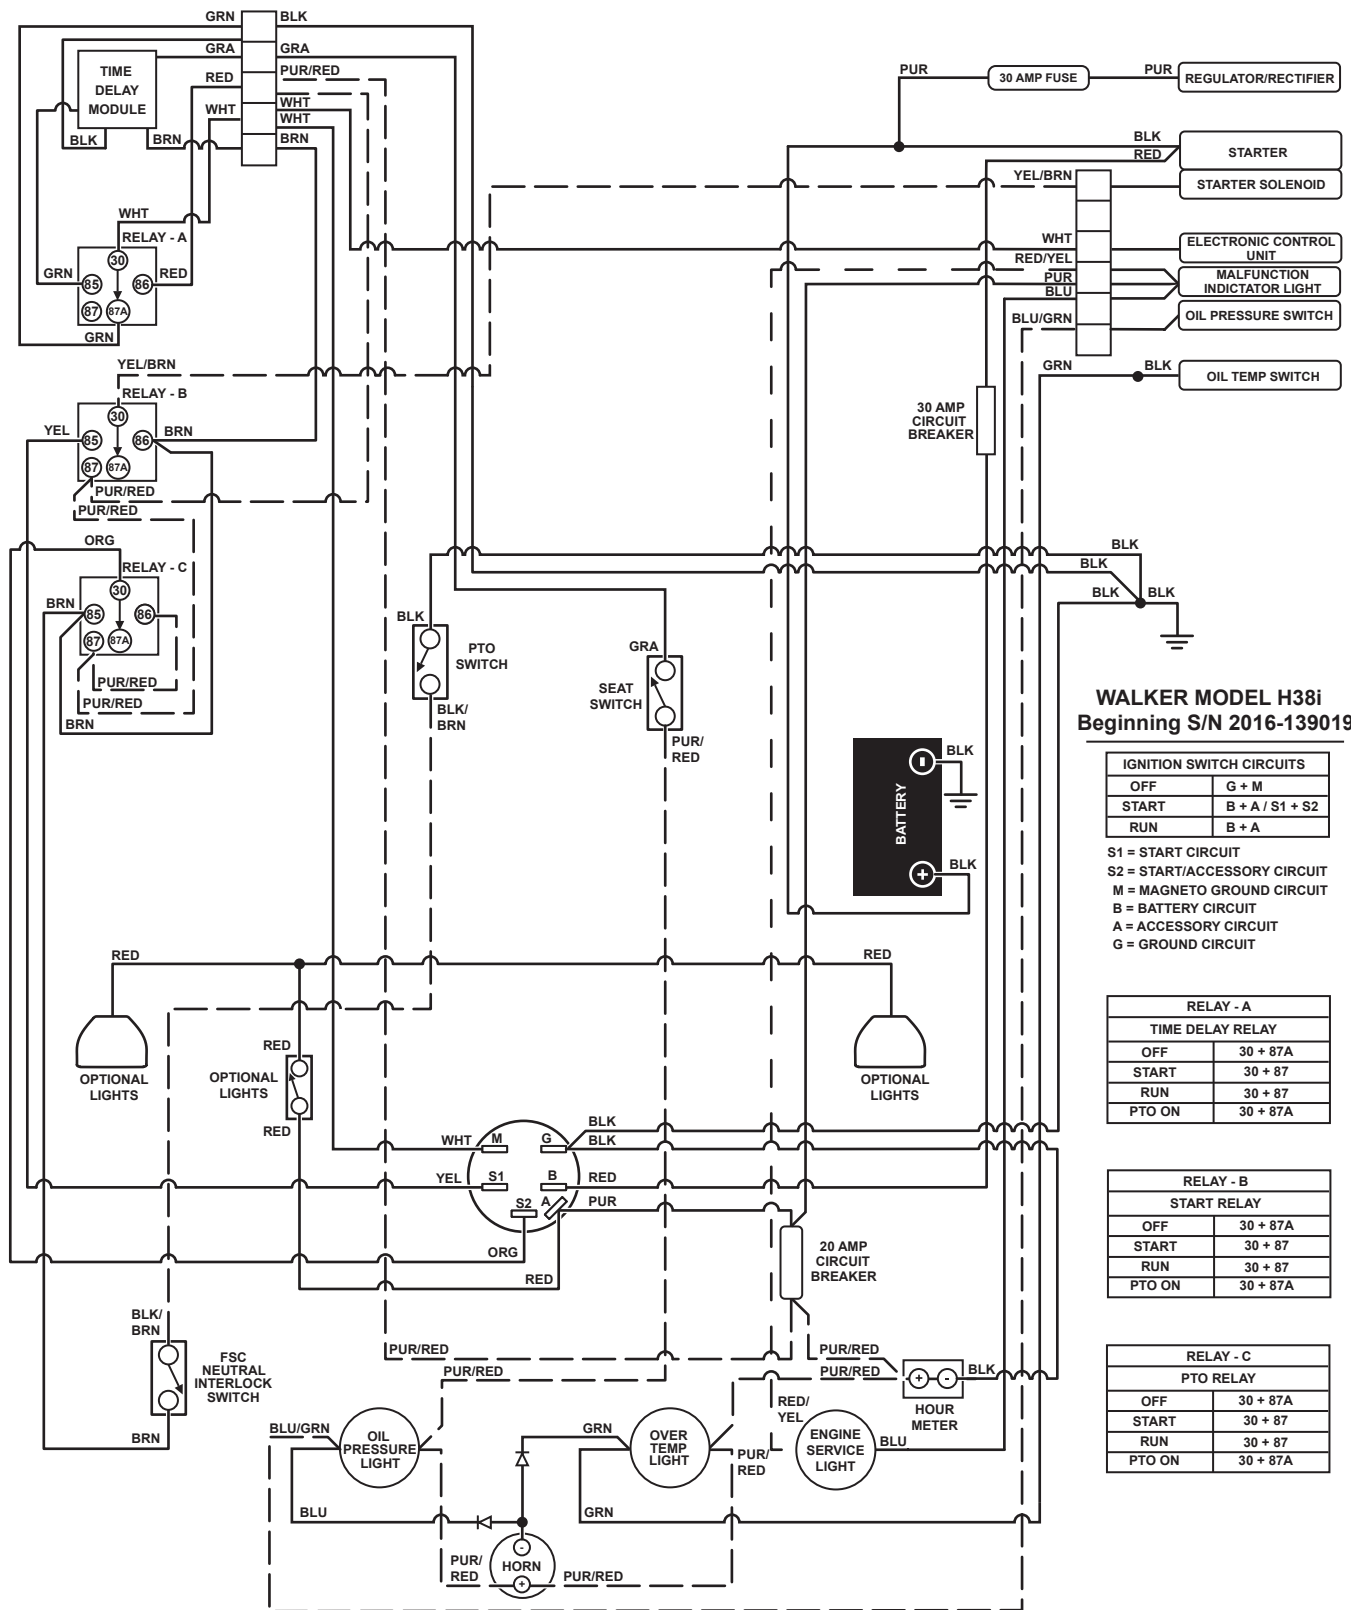 GRN
BLK
GRA
GRA
PUR/RED
RED
WHT
WHT
WHT
BLK
BRN
BRN
TIME
DELAY
MODULE
PUR
30 AMP FUSE
PUR
REGULATOR/RECTIFIER
BLK
RED
STARTER
YEL/BRN
STARTER SOLENOID
WHT
ELECTRONIC CONTROL
UNIT
RED/YEL
PUR
BLU
MALFUNCTION
INDICTATOR LIGHT
BLU/GRN
OIL PRESSURE SWITCH
GRN
BLK
OIL TEMP SWITCH
WHT
RELAY - A
30
GRN
85
86
RED
87
87A
GRN
YEL/BRN
RELAY - B
30
YEL
85
86
BRN
87
87A
PUR/RED
PUR/RED
30 AMP
CIRCUIT
BREAKER
ORG
RELAY - C
30
BRN
85
86
87
87A
PUR/RED
PUR/RED
BRN
BLK
PTO
SWITCH
BLK/
BRN
GRA
SEAT
SWITCH
PUR/
RED
BLK
BLK
BLK
BLK
WALKER MODEL H38i
Beginning S/N 2016-139019
BATTERY
-
BLK
+
BLK
IGNITION SWITCH CIRCUITS
OFF G + M
START B + A / S1 + S2
RUN B + A
S1 = START CIRCUIT
S2 = START/ACCESSORY CIRCUIT
M = MAGNETO GROUND CIRCUIT
B = BATTERY CIRCUIT
A = ACCESSORY CIRCUIT
G = GROUND CIRCUIT
RED
RED
OPTIONAL
LIGHTS
RED
OPTIONAL
LIGHTS
RED
OPTIONAL
LIGHTS
RELAY - A
TIME DELAY RELAY
OFF 30 + 87A
START 30 + 87
RUN 30 + 87
PTO ON 30 + 87A
WHT
M
G
BLK
BLK
YEL
S1
B
RED
S2
A
PUR
ORG
RED
20 AMP
CIRCUIT
BREAKER
RELAY - B
START RELAY
OFF 30 + 87A
START 30 + 87
RUN 30 + 87
PTO ON 30 + 87A
BLK/
BRN
FSC
NEUTRAL
INTERLOCK
SWITCH
BRN
PUR/RED
PUR/RED
PUR/RED
PUR/RED
+
-
BLK
HOUR
METER
RELAY - C
PTO RELAY
OFF 30 + 87A
START 30 + 87
RUN 30 + 87
PTO ON 30 + 87A
BLU/GRN
OIL
PRESSURE
LIGHT
GRN
OVER
TEMP
LIGHT
PUR/
RED
RED/
YEL
ENGINE
SERVICE
LIGHT
BLU
BLU
GRN
-
HORN
+
PUR/
RED
PUR/RED